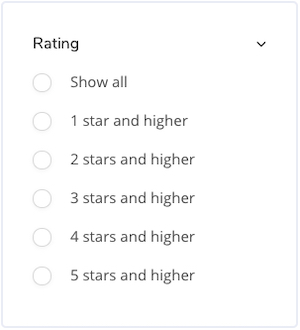 Rating
Show all
1 star and higher
2 stars and higher
3 stars and higher
4 stars and higher
5 stars and higher